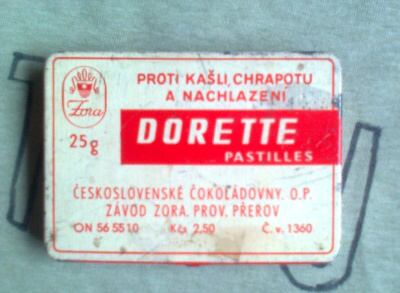 Zora
PROTI KAŠLI, CHRAPOTU
A NACHLAZENÍ
25g
DORETTE
PASTILLES
ČESKOSLOVENSKÉ ČOKOLÁDOVNY. O.P.
ZÁVOD ZORA. PROV. PŘEROV
ON 56 5510 Kčs 2,50 Č. v. 1360